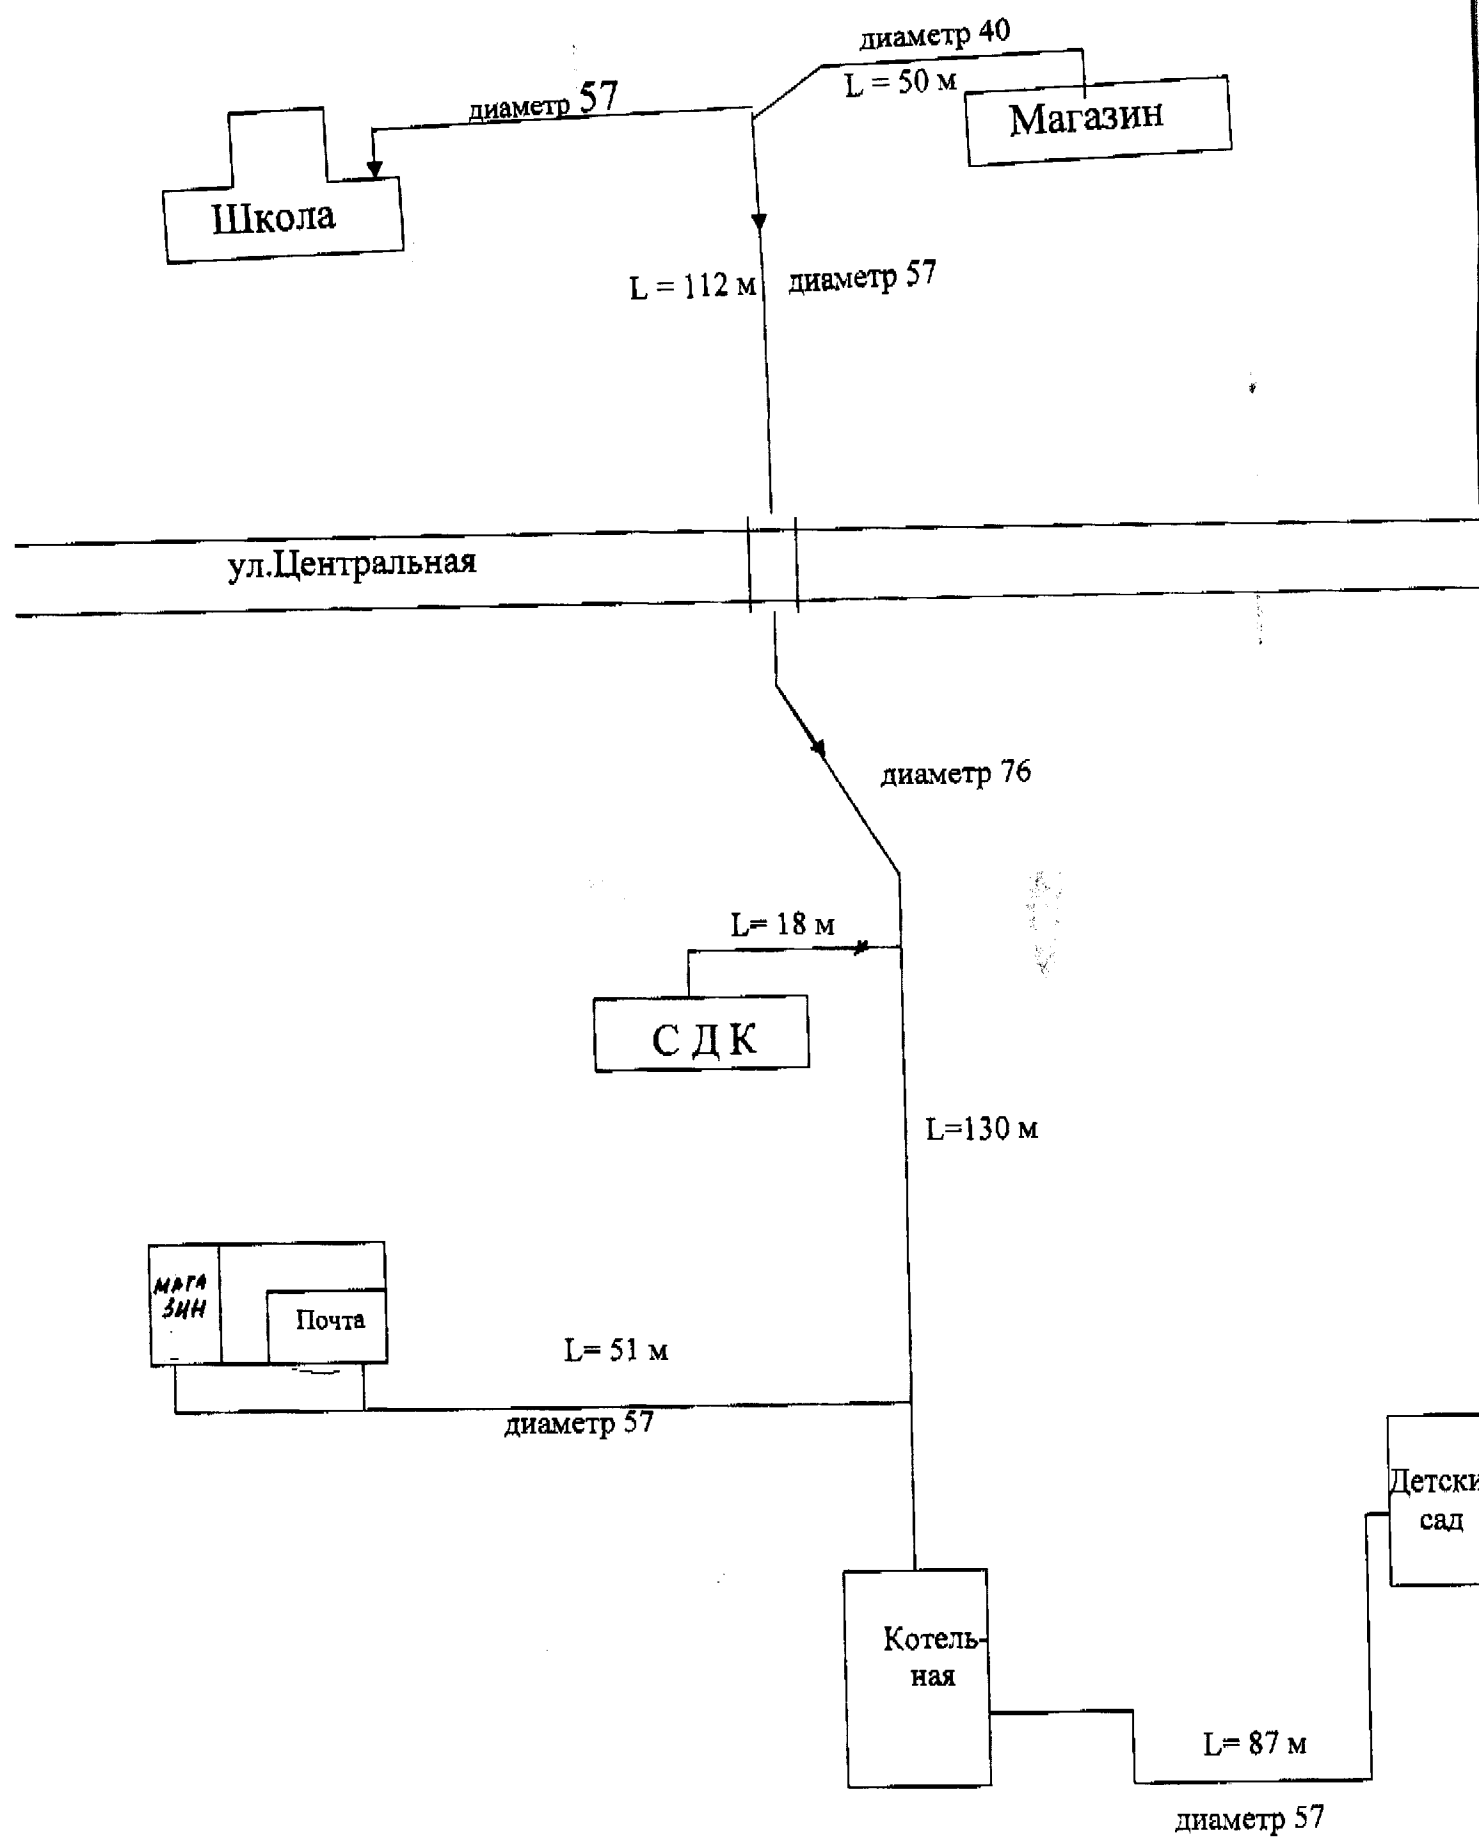 диаметр 40
L = 50 м
диаметр 57
Магазин
Школа
L = 112 м
диаметр 57
ул.Центральная
диаметр 76
L= 18 м
С Д К
L=130 м
МАГА
ЗИН
Почта
L= 51 м
диаметр 57
Детски
сад
Котель-
ная
L= 87 м
диаметр 57